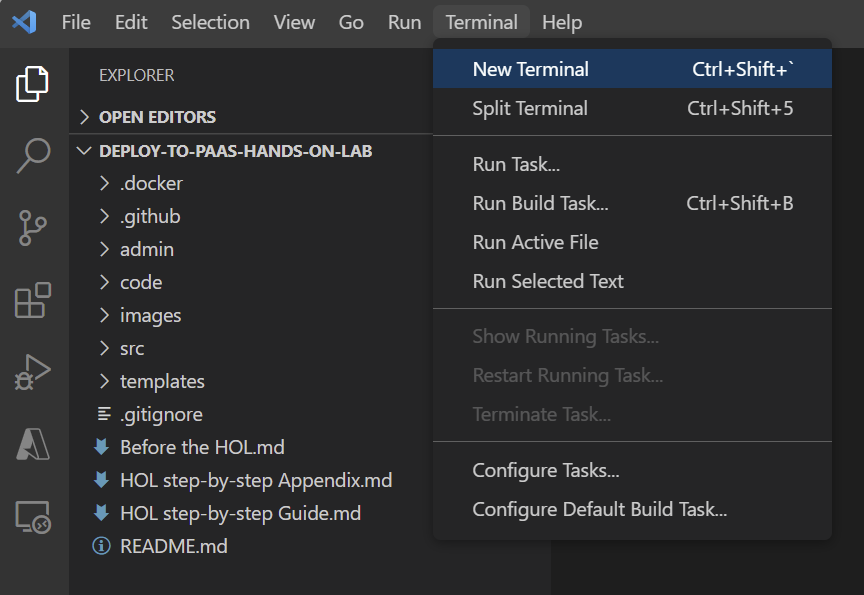 File Edit Selection View Go Run Terminal Help
EXPLORER
OPEN EDITORS
DEPLOY-TO-PAAS-HANDS-ON-LAB
.docker
.github
admin
code
images
src
templates
.gitignore
Before the HOL.md
HOL step-by-step Appendix.md
HOL step-by-step Guide.md
README.md
New Terminal Ctrl+Shift+`
Split Terminal Ctrl+Shift+5
Run Task...
Run Build Task... Ctrl+Shift+B
Run Active File
Run Selected Text
Show Running Tasks...
Restart Running Task...
Terminate Task...
Configure Tasks...
Configure Default Build Task...